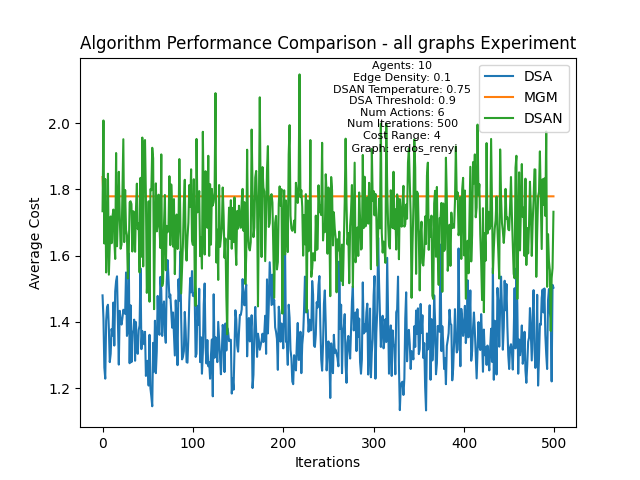 Algorithm Performance Comparison - all graphs Experiment
Agents: 10
Edge Density: 0.1
DSAN Temperature: 0.75
DSA Threshold: 0.9
Num Actions: 6
Num Iterations: 500
Cost Range: 4
Graph: erdos_renyi
DSA
MGM
DSAN
Average Cost
2.0
1.8
1.6
1.4
1.2
0
100
200
300
400
500
Iterations